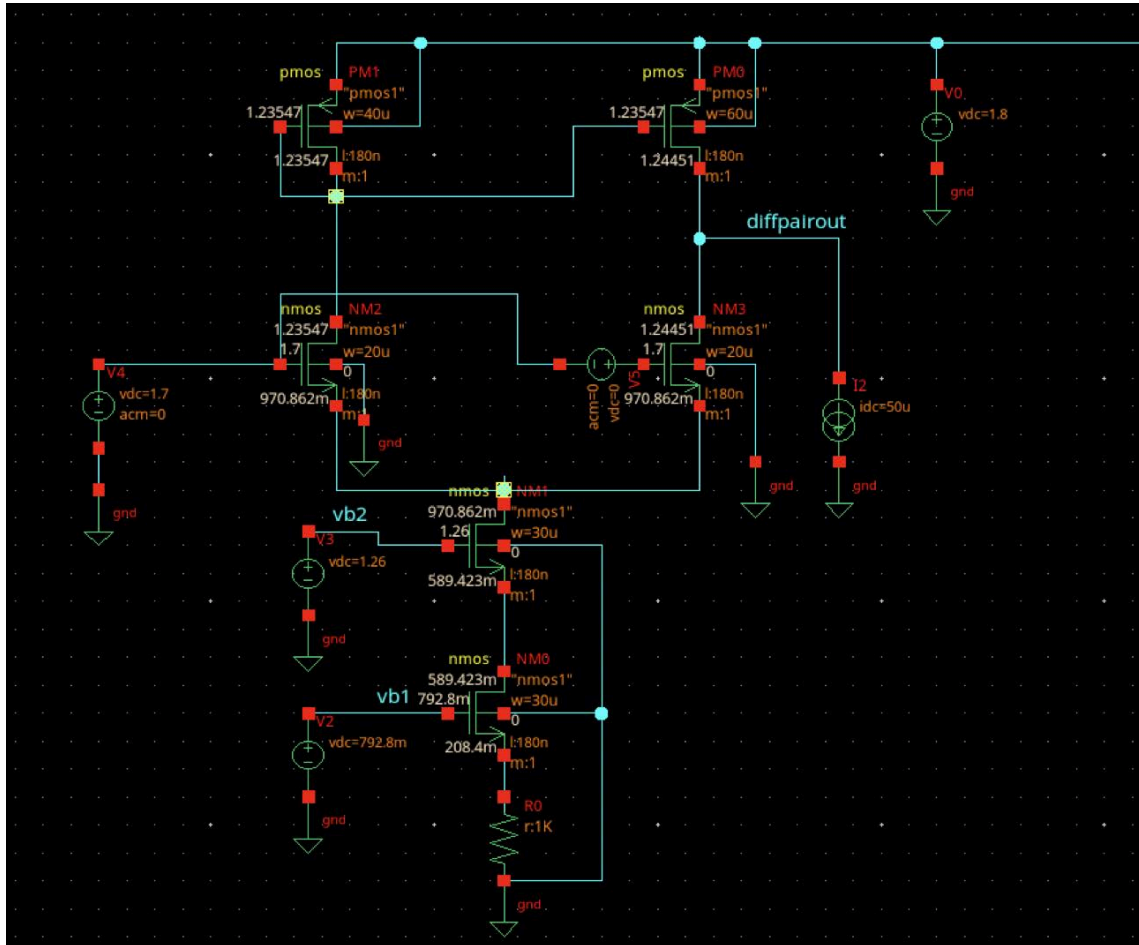 pmos
PM1
"pmos1"
w=40u
1.23547
1.23547
l:180n
m:1
pmos
PM0
"pmos1"
w=60u
1.23547
1.24451
l:180n
m:1
V0
vdc=1.8
gnd
diffpairout
nmos
NM2
1.23547
"nmos1"
1.7
w=20u
0
l:180n
970.862m
m:1
gnd
nmos
NM3
1.24451
"nmos1"
1.7
w=20u
0
l:180n
970.862m
m:1
gnd
V4
vdc=1.7
acm=0
gnd
V5
acm=0
vdc=0
I2
idc=50u
gnd
nmos
NM1
970.862m
"nmos1"
1.26
w=30u
0
l:180n
589.423m
m:1
vb2
V3
vdc=1.26
gnd
nmos
NM0
589.423m
"nmos1"
792.8m
w=30u
0
l:180n
208.4m
m:1
vb1
V2
vdc=792.8m
gnd
R0
r:1K
gnd